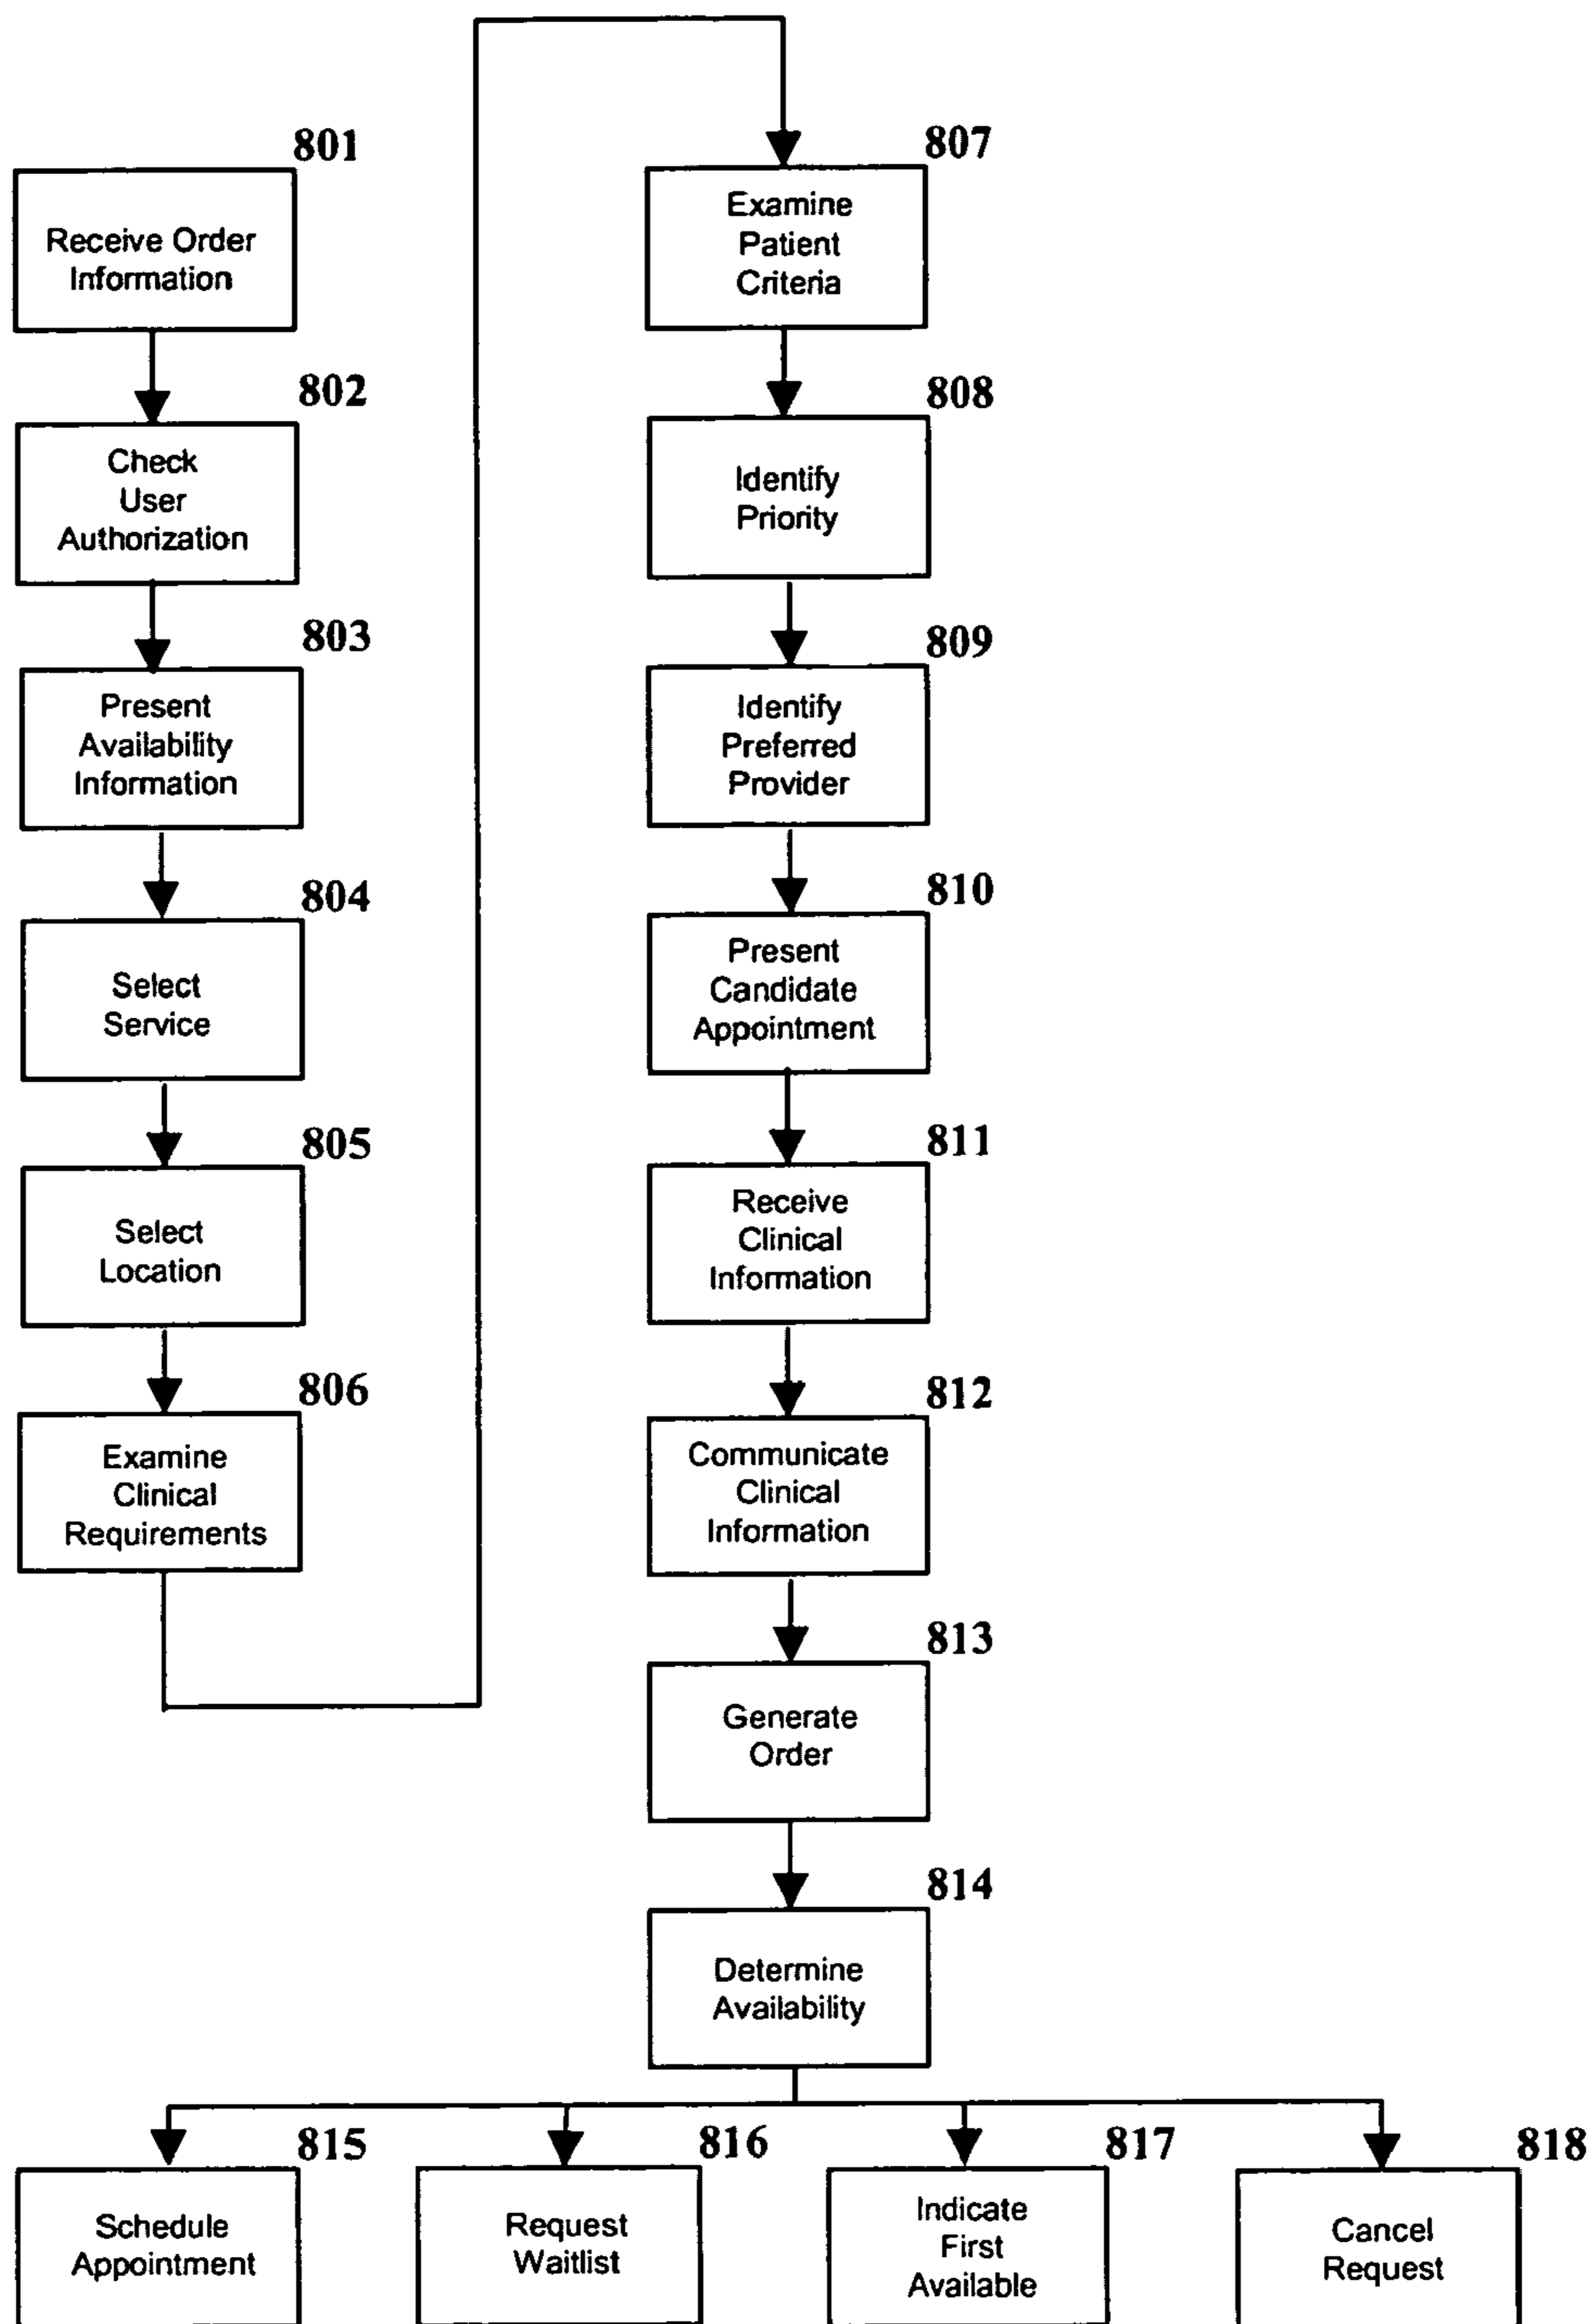 801
Receive Order
Information
802
Check
User
Authorization
803
Present
Availability
Information
804
Select
Service
805
Select
Location
806
Examine
Clinical
Requirements
807
Examine
Patient
Criteria
808
Identify
Priority
809
Identify
Preferred
Provider
810
Present
Candidate
Appointment
811
Receive
Clinical
Information
812
Communicate
Clinical
Information
813
Generate
Order
814
Determine
Availability
815
Schedule
Appointment
816
Request
Waitlist
817
Indicate
First
Available
818
Cancel
Request